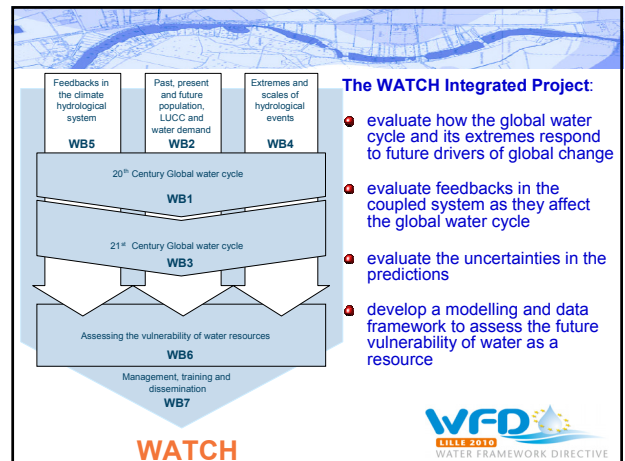 Feedbacks in
the climate
hydrological
system
WB5
Past, present
and future
population,
LUCC and
water demand
WB2
Extremes and
scales of
hydrological
events
WB4
20th Century Global water cycle
WB1
21st Century Global water cycle
WB3
Assessing the vulnerability of water resources
WB6
Management, training and
dissemination
WB7
WATCH
The WATCH Integrated Project:
evaluate how the global water
cycle and its extremes respond
to future drivers of global change
evaluate feedbacks in the
coupled system as they affect
the global water cycle
evaluate the uncertainties in the
predictions
develop a modelling and data
framework to assess the future
vulnerability of water as a
resource
WFD
LILLE 2010
WATER FRAMEWORK DIRECTIVE